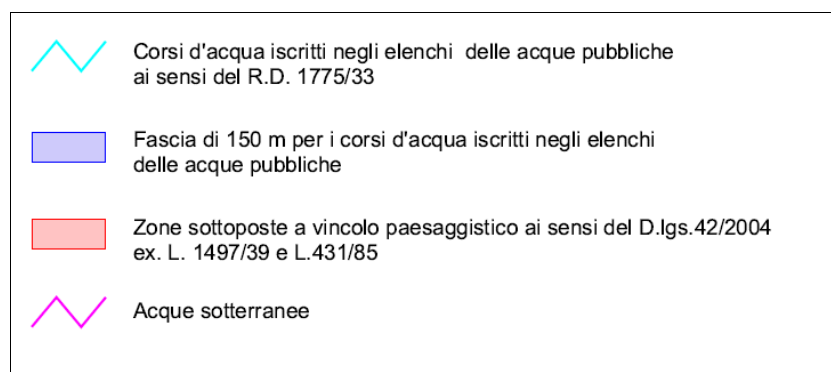 Corsi d'acqua iscritti negli elenchi delle acque pubbliche
ai sensi del R.D. 1775/33
Fascia di 150 m per i corsi d'acqua iscritti negli elenchi
delle acque pubbliche
Zone sottoposte a vincolo paesaggistico ai sensi del D.lgs.42/2004
ex. L. 1497/39 e L.431/85
Acque sotterranee